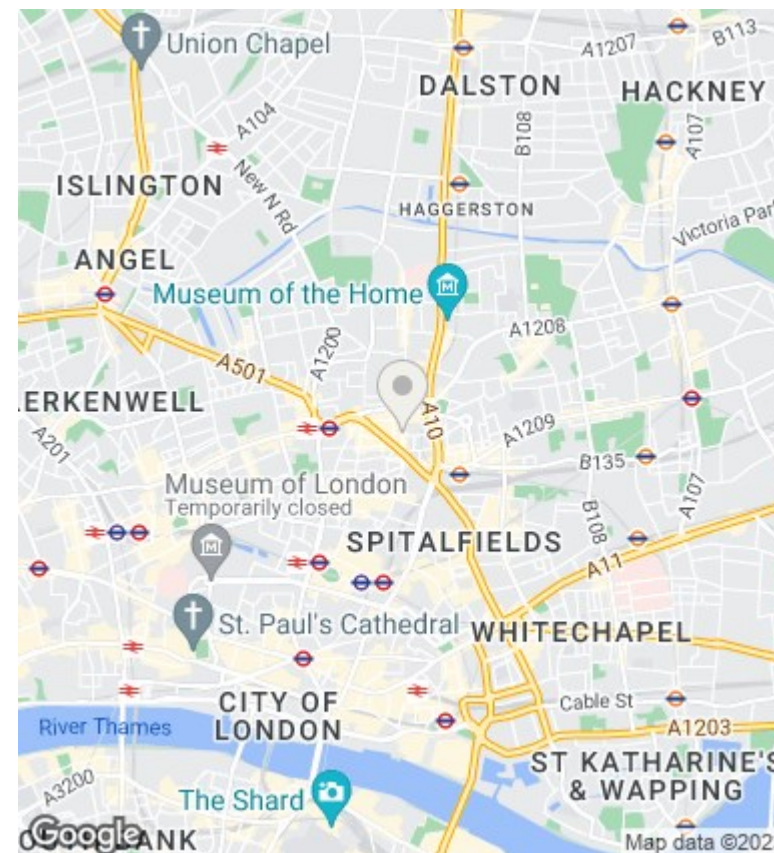 Union Chapel
A1207
B113
DALSTON
HACKNEY
A104
B108
A107
New N Rd
ISLINGTON
HAGGERSTON
Victoria Par
ANGEL
Museum of the Home
A1208
A1200
A501
LERKENWELL
A10
A1209
A201
B135
Museum of London
Temporarily closed
A107
SPITALFIELDS
B108
A11
St. Paul's Cathedral
WHITECHAPEL
CITY OF
LONDON
Cable St
River Thames
A1203
ST KATHARINE'S
& WAPPING
A3200
The Shard
Google
BANK
Map data ©202